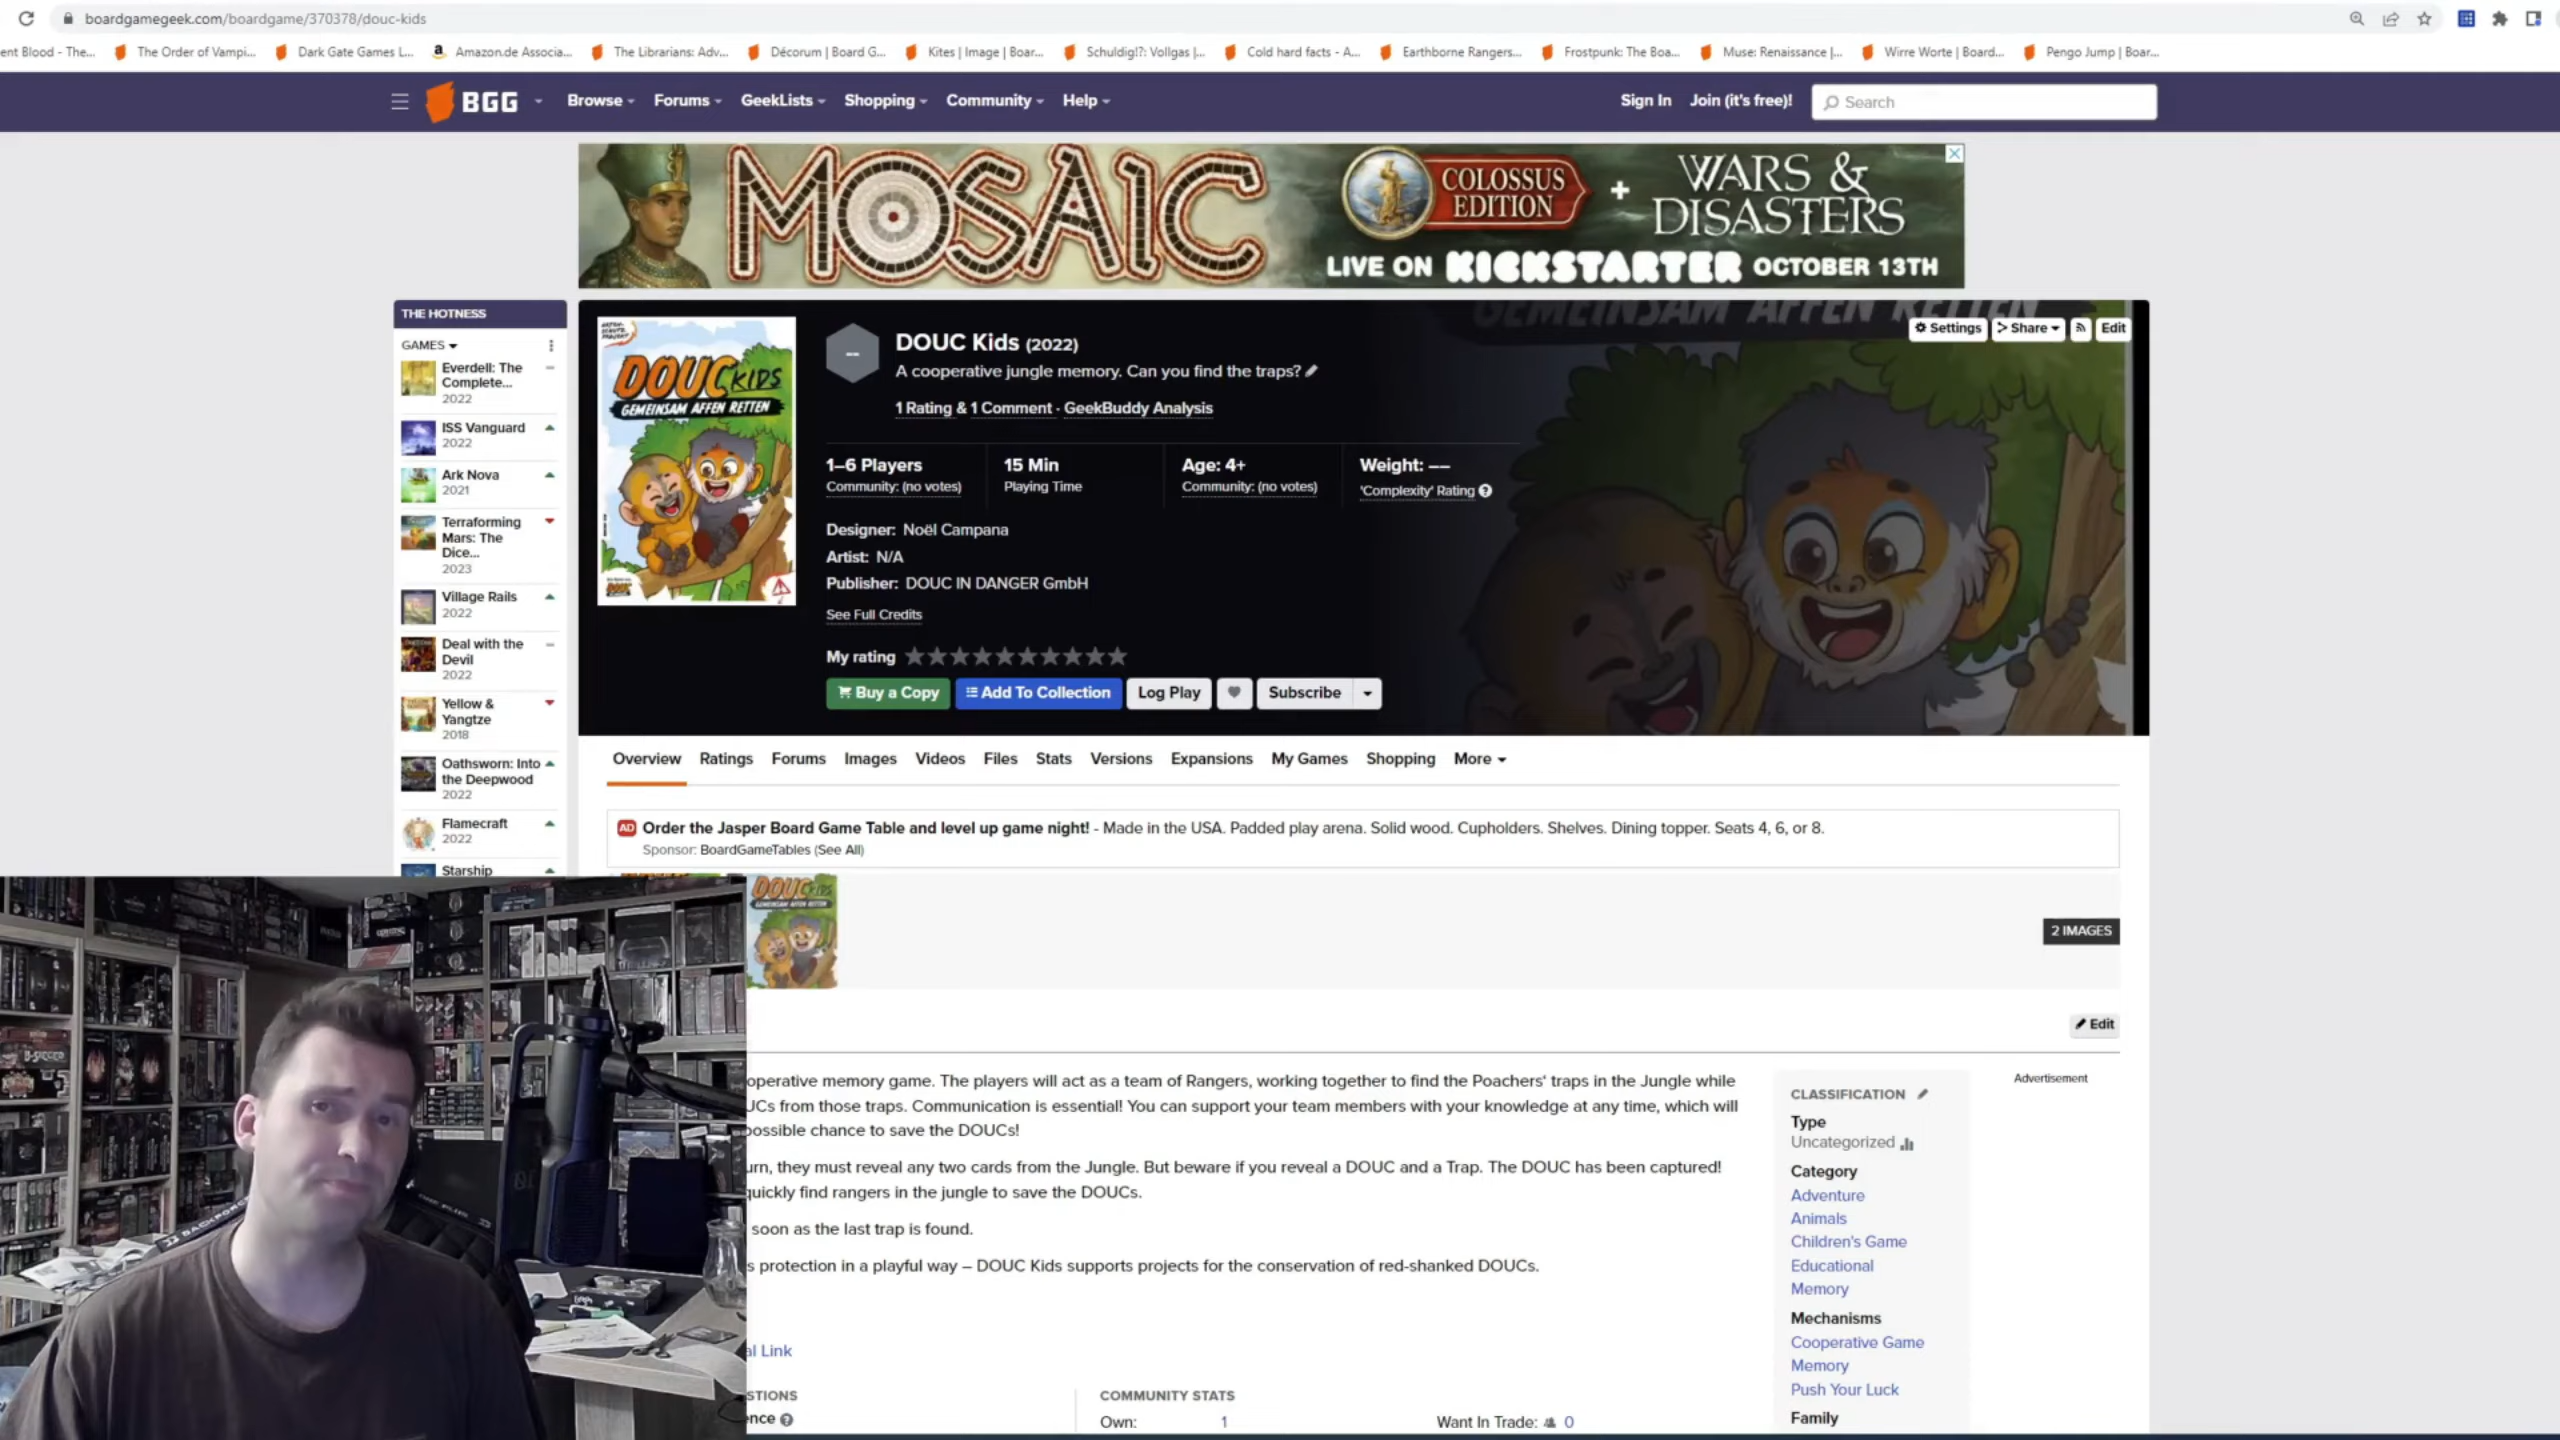 boardgamegeek.com/boardgame/370378/douc-kids
ent Blood - The... The Order of Vampi... Dark Gate Games L... Amazon.de Associa... The Librarians: Adv... Décorum | Board G... Kites | Image | Boar... Schuldig!?: Vollgas |... Cold hard facts - A... Earthborne Rangers... Frostpunk: The Boa... Muse: Renaissance |... Wirre Worte | Board... Pengo Jump | Boar...
BGG Browse Forums GeekLists Shopping Community Help Sign In Join (it's free)! Search
MOSAIC COLOSSUS EDITION + WARS & DISASTERS
LIVE ON KICKSTARTER OCTOBER 13TH
THE HOTNESS
GAMES
Everdell: The
Complete...
2022
ISS Vanguard
2022
Ark Nova
2021
Terraforming
Mars: The
Dice...
2023
Village Rails
2022
Deal with the
Devil
2022
Yellow &
Yangtze
2018
Oathsworn: Into
the Deepwood
2022
Flamecraft
2022
Starship
DOUC KIDS
GEMEINSAM AFFEN RETTEN
GEMEINSAM AFFEN RETTEN
Settings Share Edit
DOUC Kids (2022)
A cooperative jungle memory. Can you find the traps?
1 Rating & 1 Comment · GeekBuddy Analysis
1–6 Players 15 Min Age: 4+ Weight: --
Community: (no votes) Playing Time Community: (no votes) 'Complexity' Rating
Designer: Noël Campana
Artist: N/A
Publisher: DOUC IN DANGER GmbH
See Full Credits
My rating
Buy a Copy Add To Collection Log Play Subscribe
Overview Ratings Forums Images Videos Files Stats Versions Expansions My Games Shopping More
AD Order the Jasper Board Game Table and level up game night! - Made in the USA. Padded play arena. Solid wood. Cupholders. Shelves. Dining topper. Seats 4, 6, or 8.
Sponsor: BoardGameTables (See All)
DOUC KIDS
GEMEINSAM AFFEN RETTEN
2 IMAGES
Edit
operative memory game. The players will act as a team of Rangers, working together to find the Poachers' traps in the Jungle while
UCs from those traps. Communication is essential! You can support your team members with your knowledge at any time, which will
possible chance to save the DOUCs!
urn, they must reveal any two cards from the Jungle. But beware if you reveal a DOUC and a Trap. The DOUC has been captured!
quickly find rangers in the jungle to save the DOUCs.
soon as the last trap is found.
s protection in a playful way – DOUC Kids supports projects for the conservation of red-shanked DOUCs.
al Link
STIONS
ence
COMMUNITY STATS
Own: 1 Want In Trade: 0
CLASSIFICATION
Type
Uncategorized
Category
Adventure
Animals
Children's Game
Educational
Memory
Mechanisms
Cooperative Game
Memory
Push Your Luck
Family
Advertisement